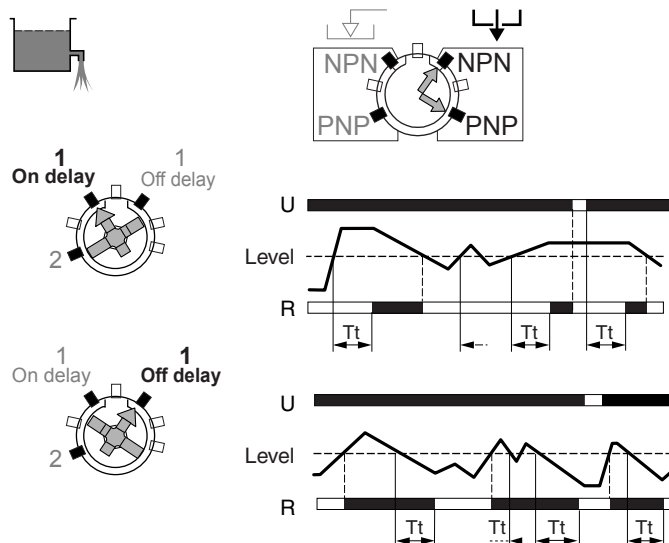 NPN NPN
PNP PNP
1 1
On delay Off delay
2
U
Level
R
Tt Tt Tt
1 1
On delay Off delay
2
U
Level
R
Tt Tt Tt Tt